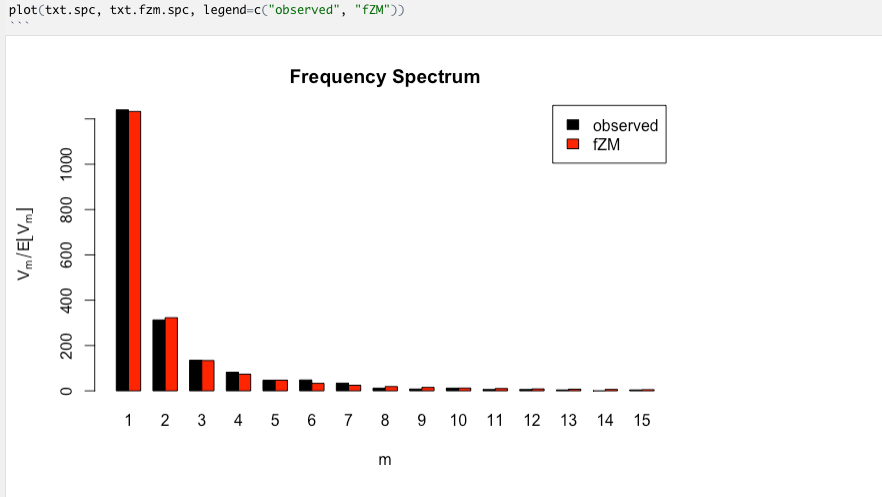 plot(txt.spc, txt.fzm.spc, legend=c("observed", "fZM"))
```
Frequency Spectrum
observed
fZM
Vm/E[Vm]
1000
800
600
400
200
0
1 2 3 4 5 6 7 8 9 10 11 12 13 14 15
m